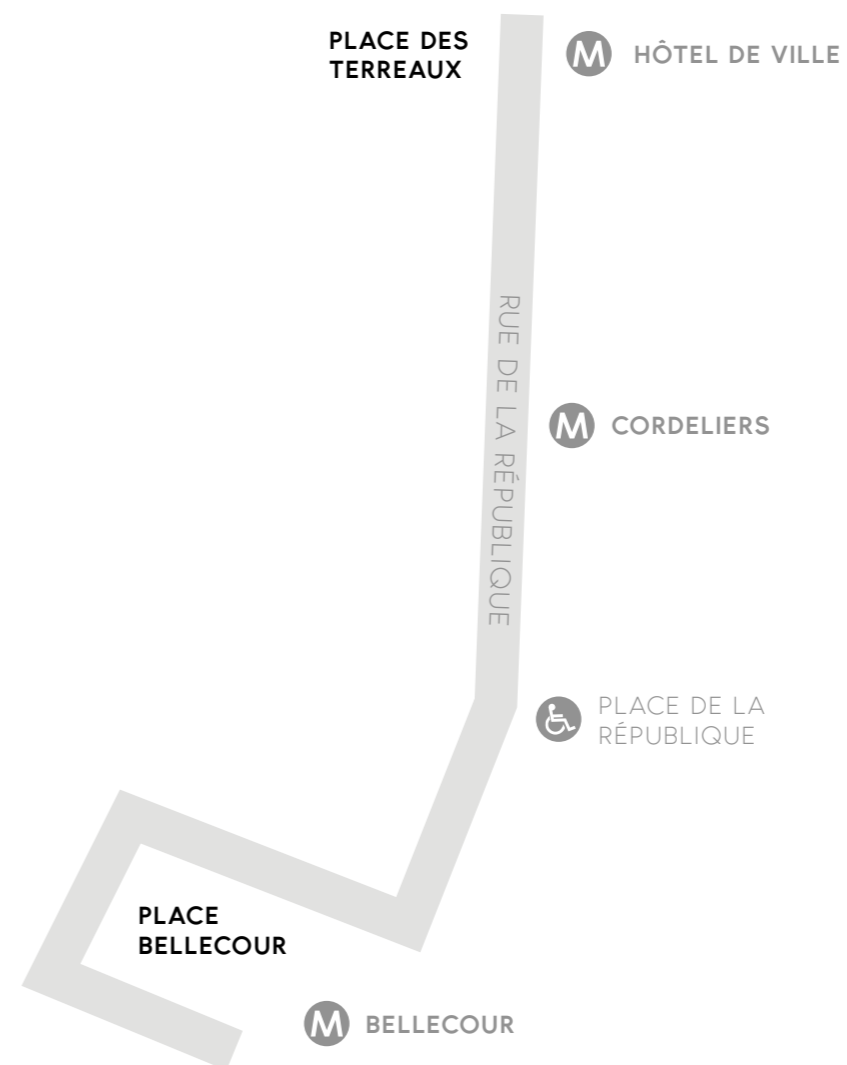 PLACE DES
TERREAUX
M HÔTEL DE VILLE
RUE DE LA RÉPUBLIQUE
M CORDELIERS
PLACE DE LA
RÉPUBLIQUE
PLACE
BELLECOUR
M BELLECOUR